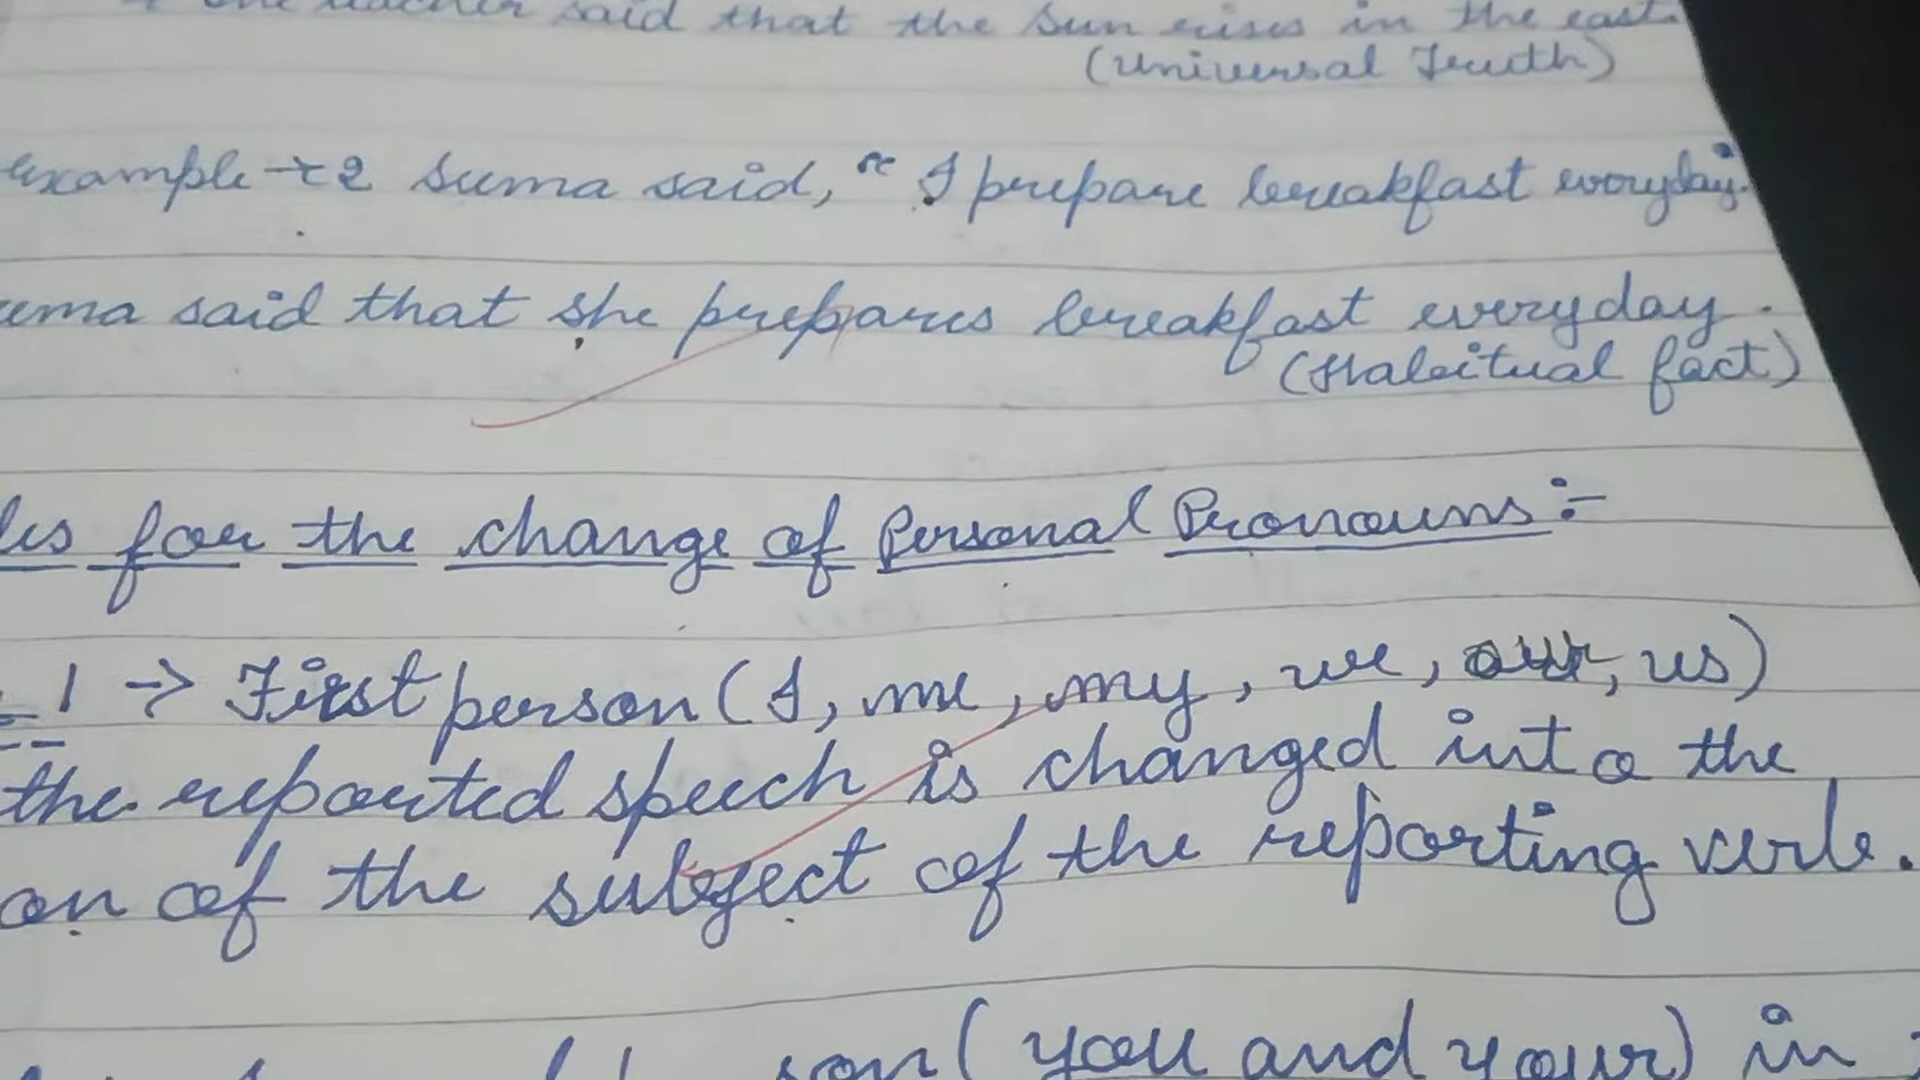 said that the sun rises in the east.
(Universal Truth)
example → 2 Suma said, " I prepare breakfast everyday."
uma said that she prepares breakfast everyday.
(Habitual fact)
les for the change of Personal Pronouns :-
1 → First person (I, me, my, we, our, us)
the reported speech is changed into the
on of the subject of the reporting verb.
son (you and your) in